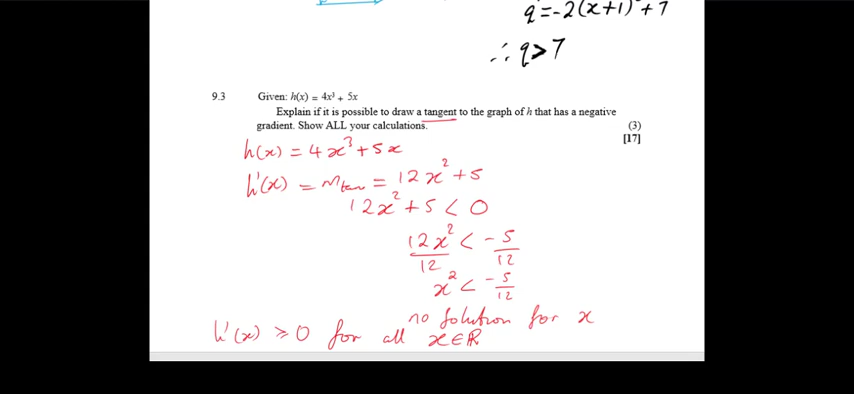 q = -2(x+1) + 7
∴ q > 7
9.3 Given: h(x) = 4x³ + 5x
Explain if it is possible to draw a tangent to the graph of h that has a negative
gradient. Show ALL your calculations. (3)
[17]
h(x) = 4x³ + 5x
h'(x) = m_tan = 12x² + 5
12x² + 5 < 0
12x²/12 < -5/12
x² < -5/12
no solution for x
h'(x) ≥ 0 for all x∈ℝ